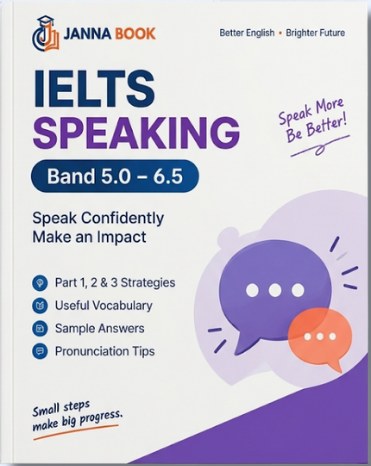 JANNA BOOK
Better English • Brighter Future
IELTS
SPEAKING
Speak More
Be Better!
Band 5.0 – 6.5
Speak Confidently
Make an Impact
Part 1, 2 & 3 Strategies
Useful Vocabulary
Sample Answers
Pronunciation Tips
Small steps
make big progress.